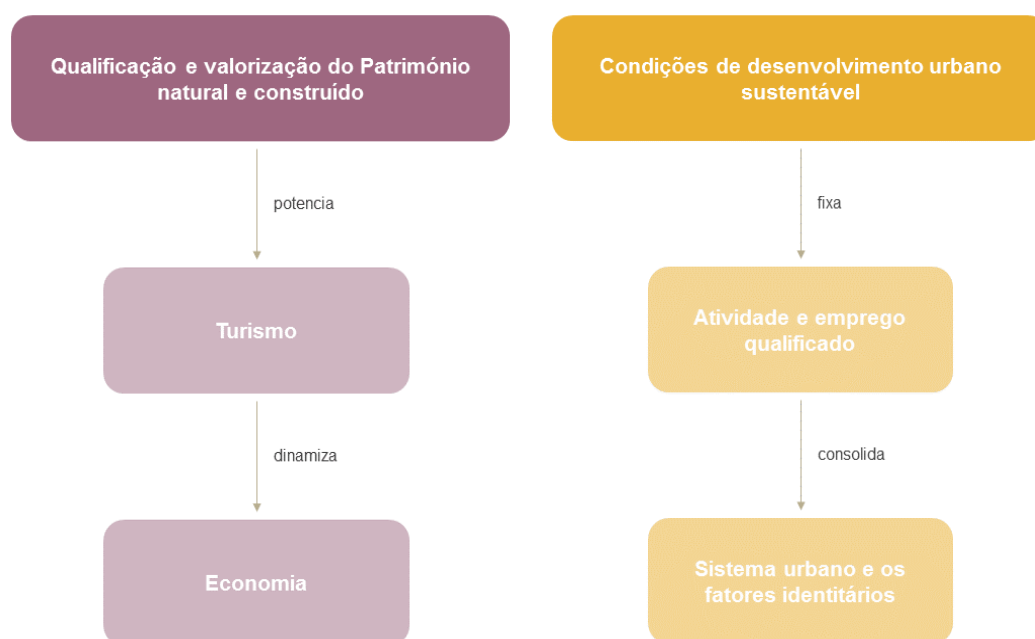 Qualificação e valorização do Património
natural e construído
potencia
Turismo
dinamiza
Economia
Condições de desenvolvimento urbano
sustentável
fixa
Atividade e emprego
qualificado
consolida
Sistema urbano e os
fatores identitários